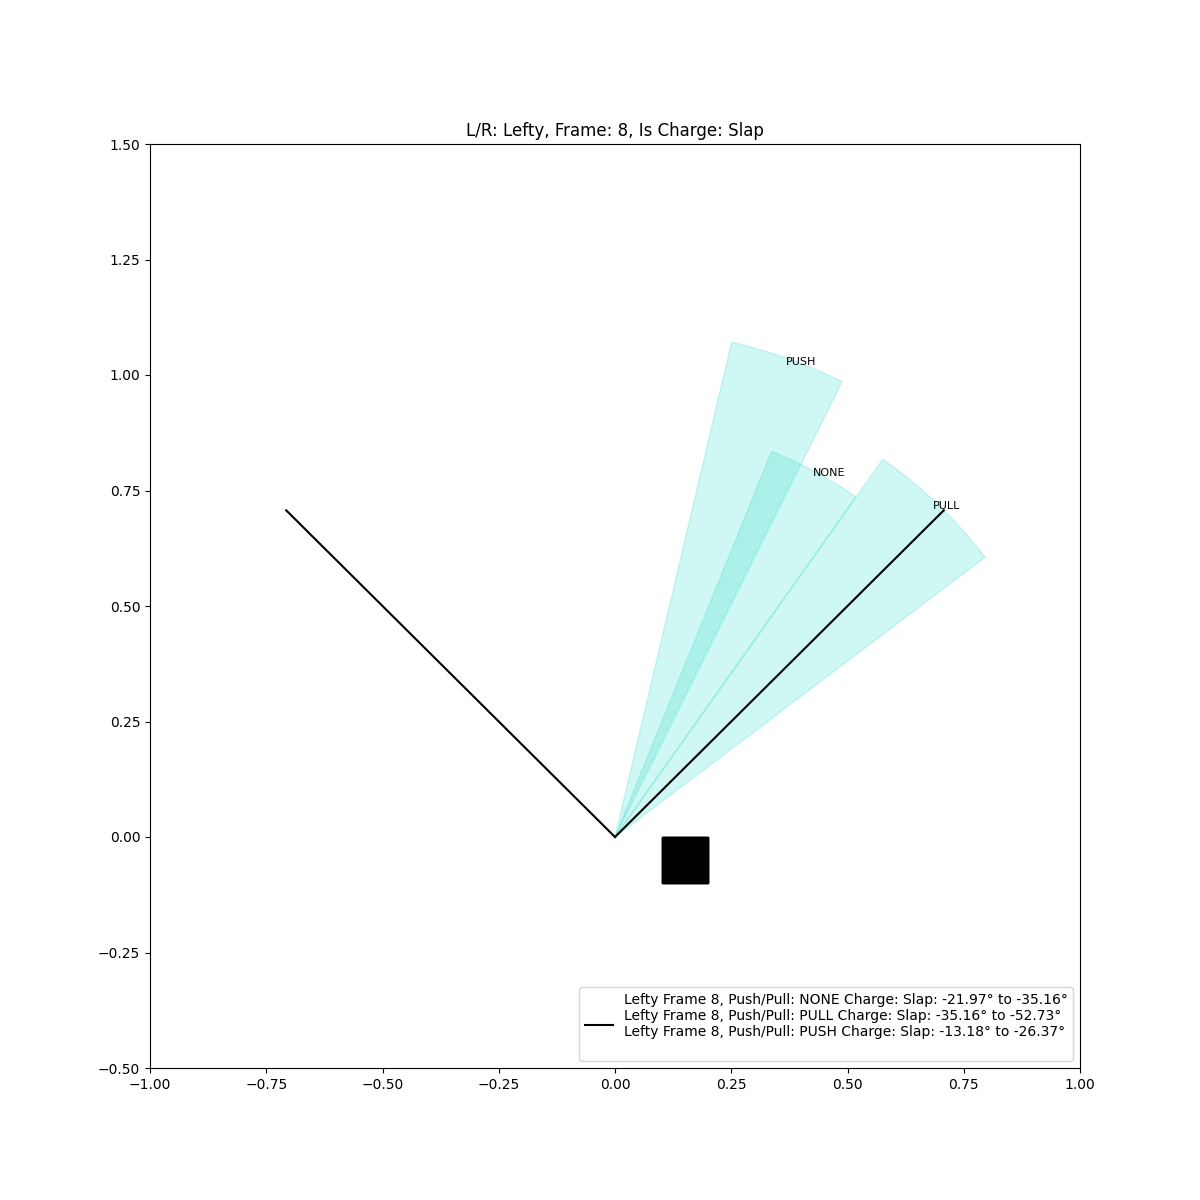 L/R: Lefty, Frame: 8, Is Charge: Slap
1.50
1.25
1.00
0.75
0.50
0.25
0.00
−0.25
−0.50
PUSH
NONE
PULL
Lefty Frame 8, Push/Pull: NONE Charge: Slap: -21.97° to -35.16°
Lefty Frame 8, Push/Pull: PULL Charge: Slap: -35.16° to -52.73°
Lefty Frame 8, Push/Pull: PUSH Charge: Slap: -13.18° to -26.37°
−1.00 −0.75 −0.50 −0.25 0.00 0.25 0.50 0.75 1.00